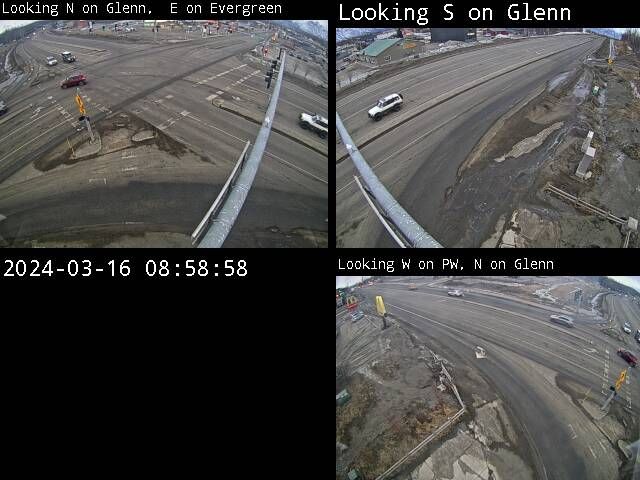 Looking N on Glenn,  E on Evergreen
Looking S on Glenn
2024-03-16 08:58:58
Looking W on PW, N on Glenn